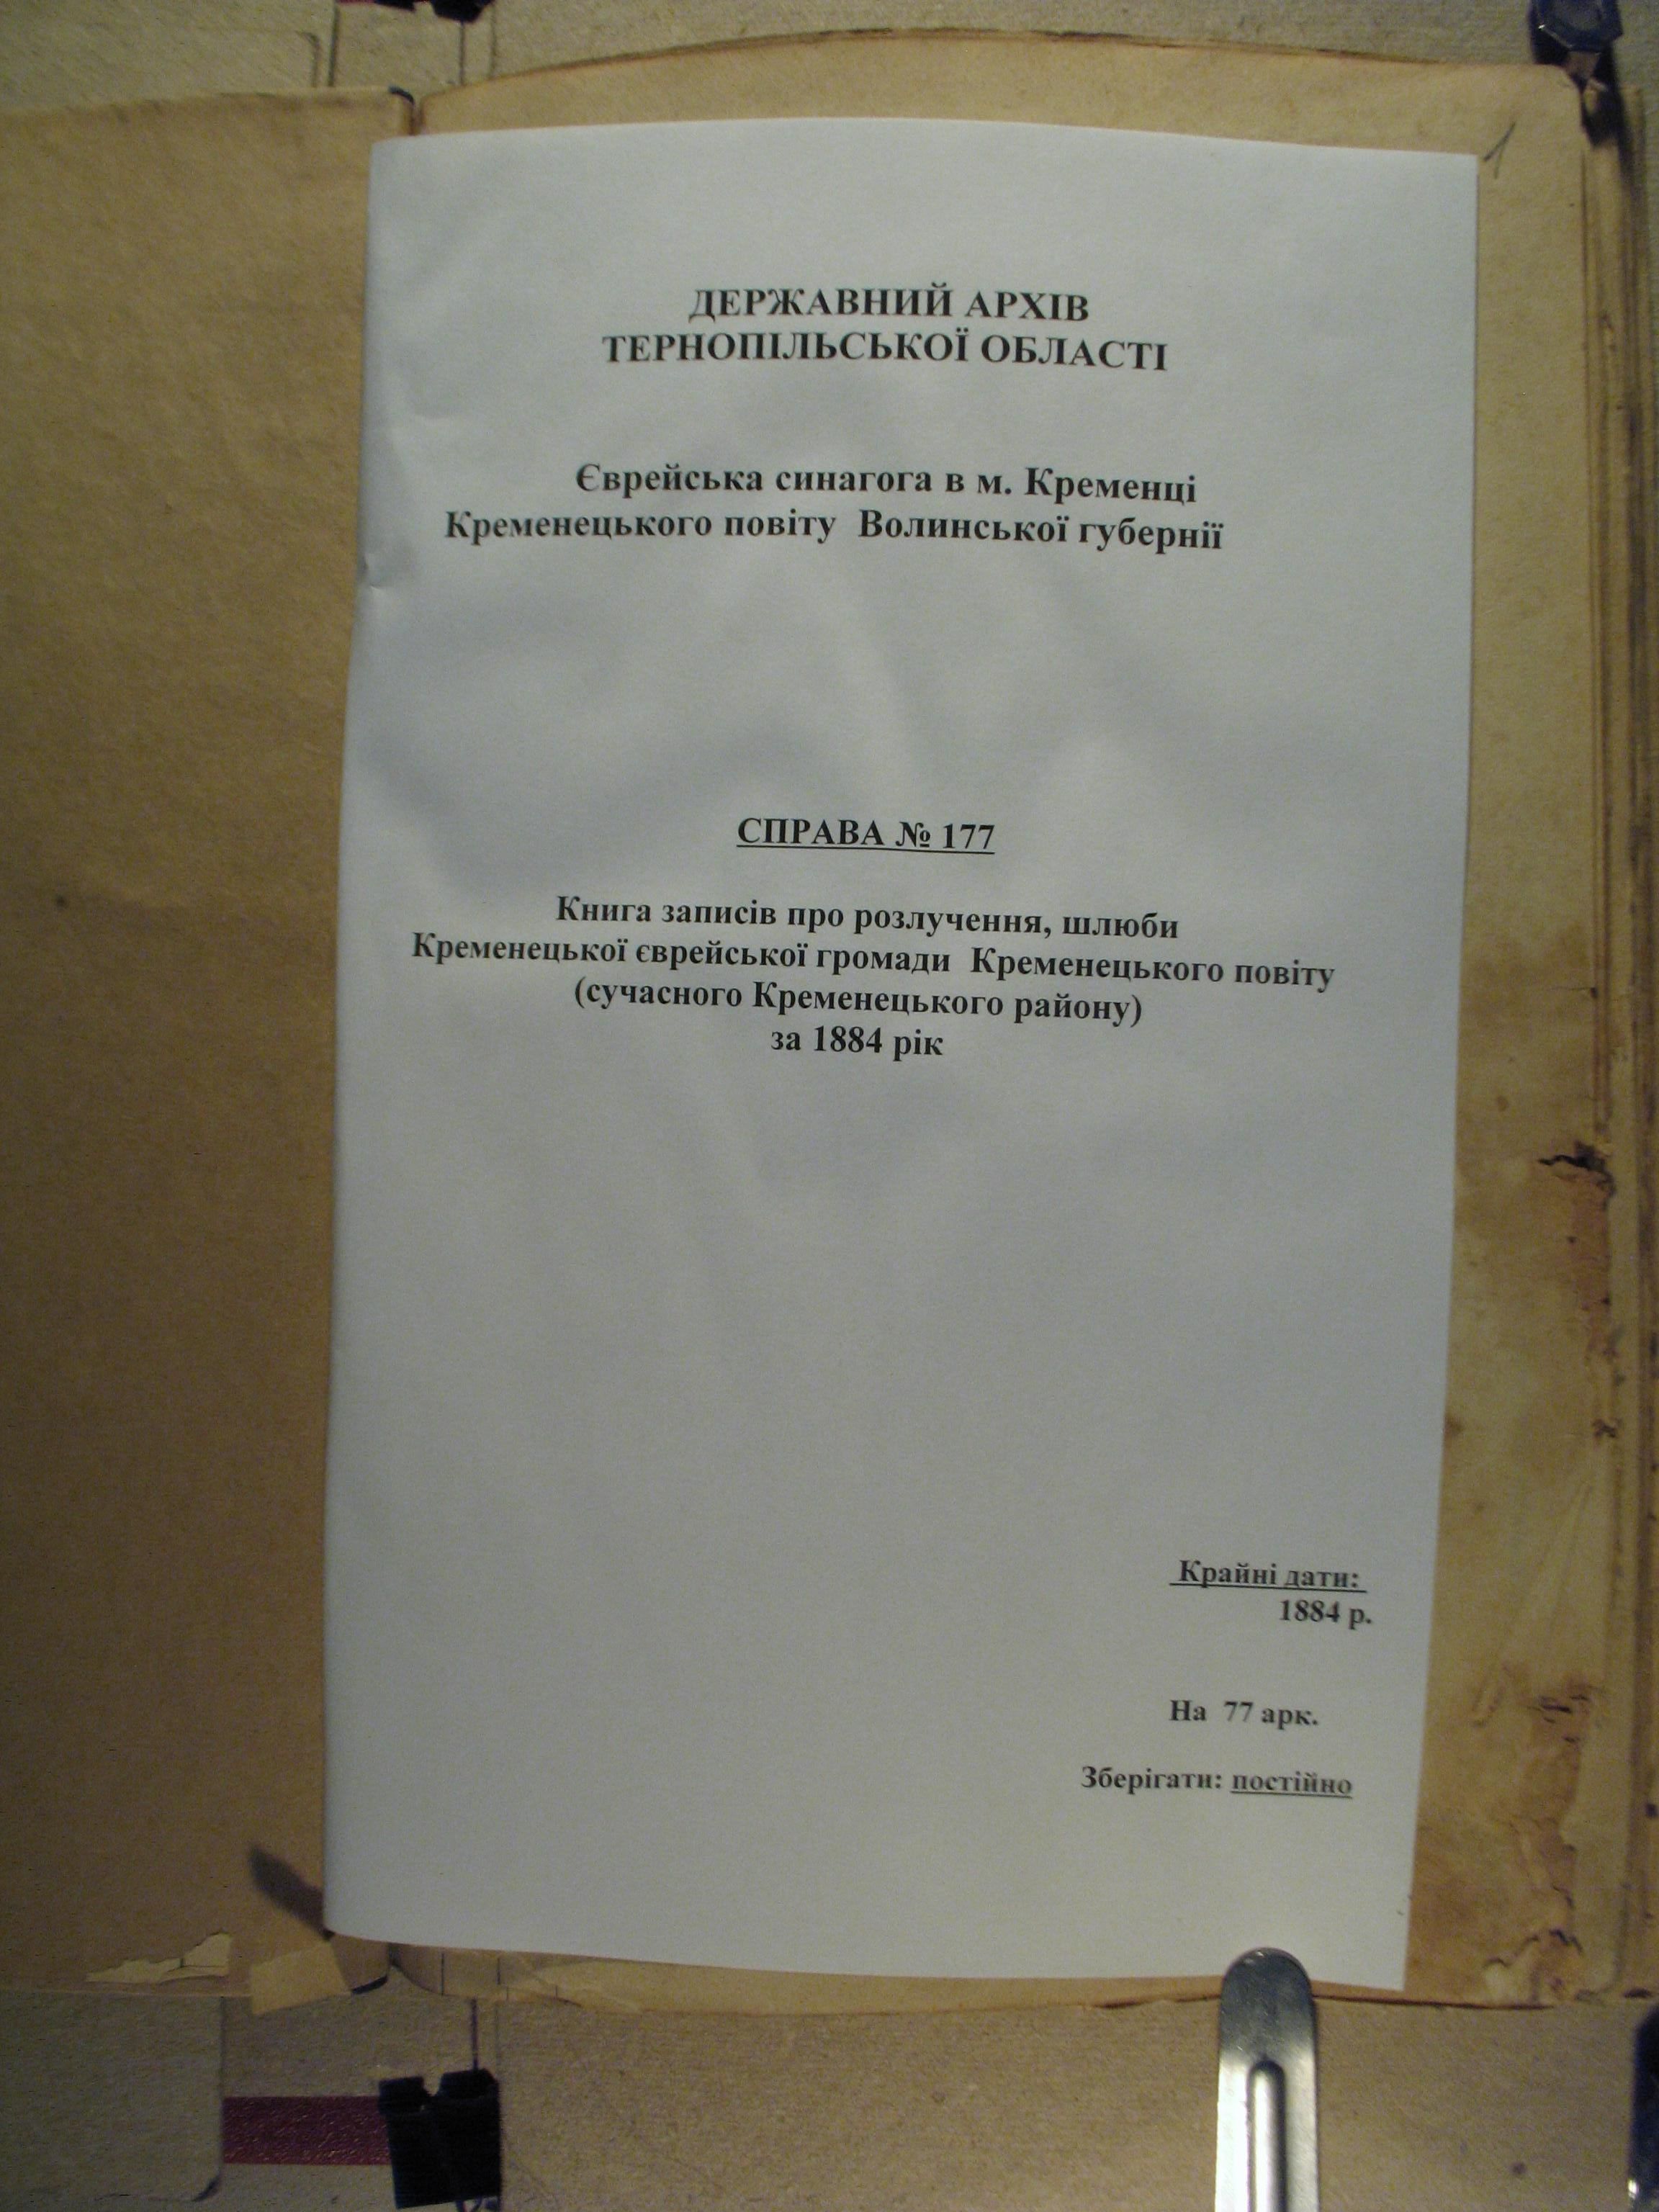 1
ДЕРЖАВНИЙ АРХІВ
ТЕРНОПІЛЬСЬКОЇ ОБЛАСТІ
Єврейська синагога в м. Кременці
Кременецького повіту Волинської губернії
СПРАВА № 177
Книга записів про розлучення, шлюби
Кременецької єврейської громади Кременецького повіту
(сучасного Кременецького району)
за 1884 рік
Крайні дати:
1884 р.
На 77 арк.
Зберігати: постійно